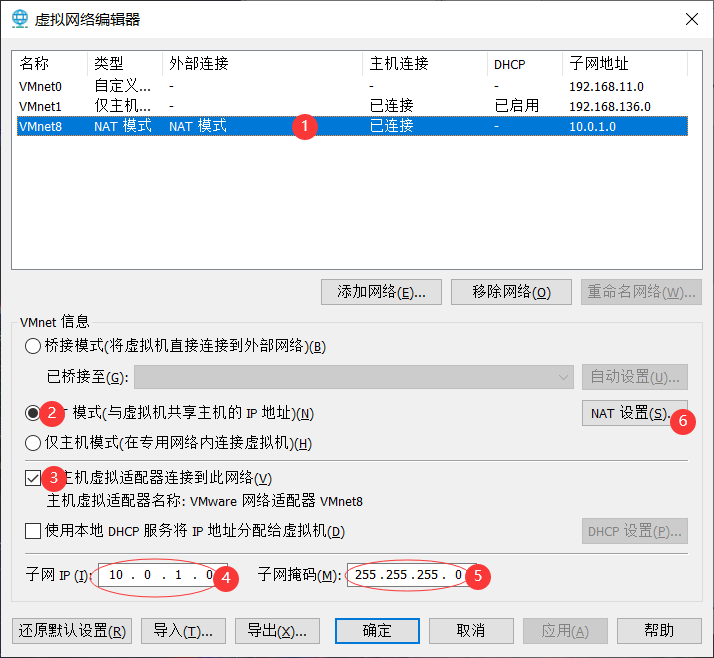 虚拟网络编辑器
名称 类型 外部连接 主机连接 DHCP 子网地址
VMnet0 自定义... - - - 192.168.11.0
VMnet1 仅主机... - 已连接 已启用 192.168.136.0
VMnet8 NAT 模式 NAT 模式 1 已连接 - 10.0.1.0
添加网络(E)... 移除网络(O) 重命名网络(W)...
VMnet 信息
桥接模式(将虚拟机直接连接到外部网络)(B)
已桥接至(G): 自动设置(U)...
2 模式(与虚拟机共享主机的 IP 地址)(N) NAT 设置(S)... 6
仅主机模式(在专用网络内连接虚拟机)(H)
3 主机虚拟适配器连接到此网络(V)
主机虚拟适配器名称: VMware 网络适配器 VMnet8
使用本地 DHCP 服务将 IP 地址分配给虚拟机(D) DHCP 设置(P)...
子网 IP (I): 10 . 0 . 1 . 0 4 子网掩码(M): 255 . 255 . 255 . 0 5
还原默认设置(R) 导入(T)... 导出(X)... 确定 取消 应用(A) 帮助